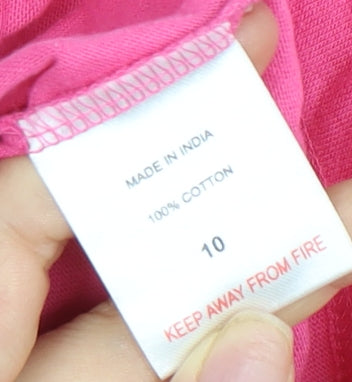 MADE IN INDIA
100% COTTON
10
KEEP AWAY FROM FIRE